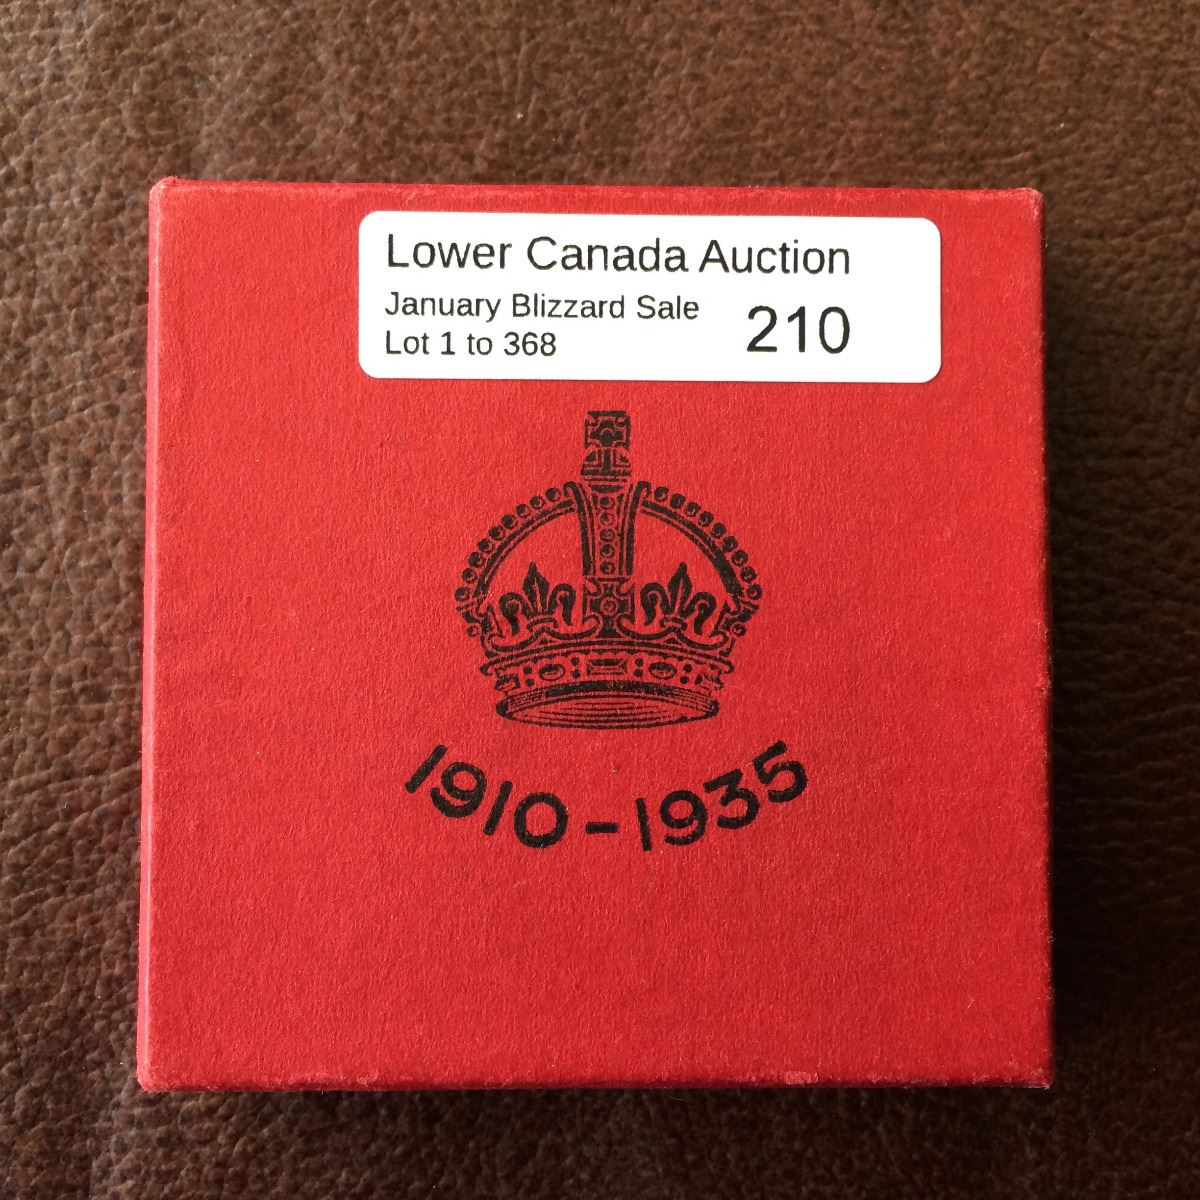 Lower Canada Auction
January Blizzard Sale
Lot 1 to 368
210
1910-1935